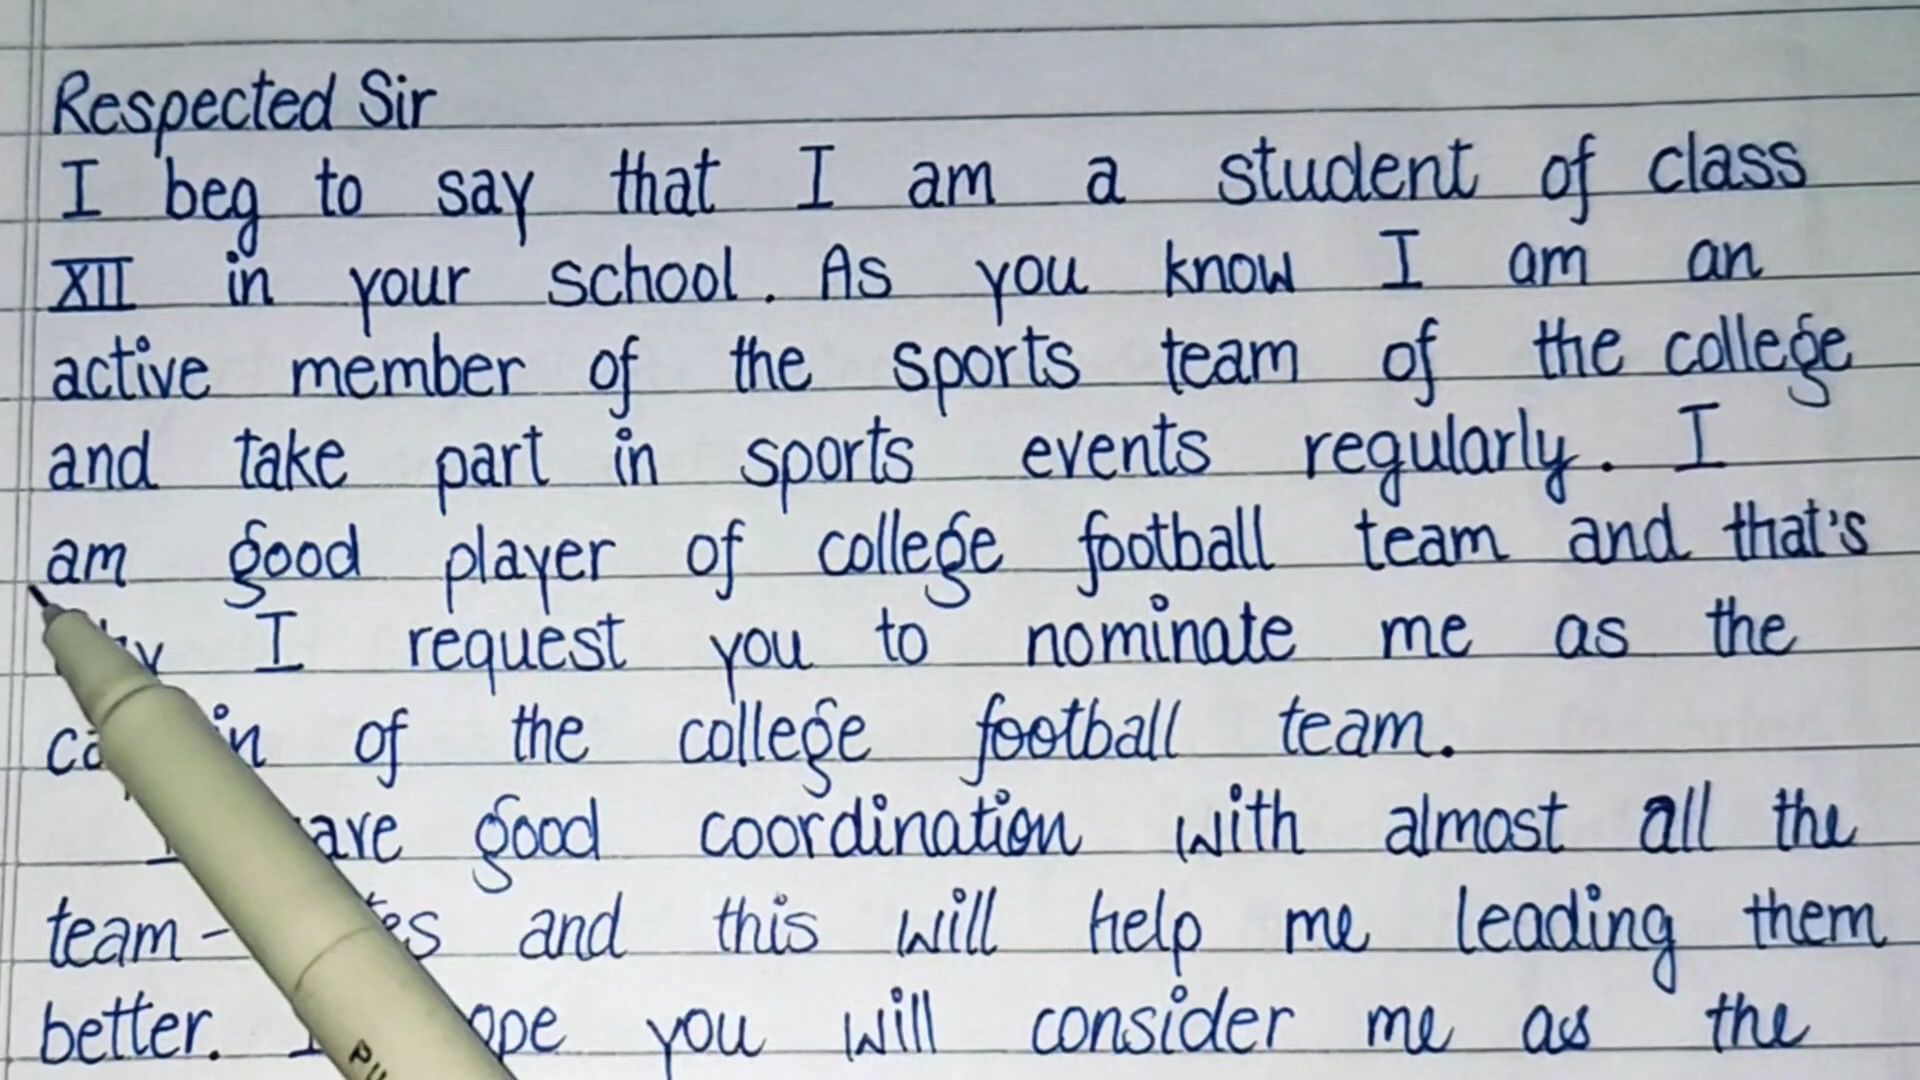 Respected Sir
I beg to say that I am a student of class
XII in your school. As you know I am an
active member of the sports team of the college
and take part in sports events regularly. I
am good player of college football team and that's
I request you to nominate me as the
of the college football team.
good coordination with almost all the
team- and this will help me leading them
better. you will consider me as the